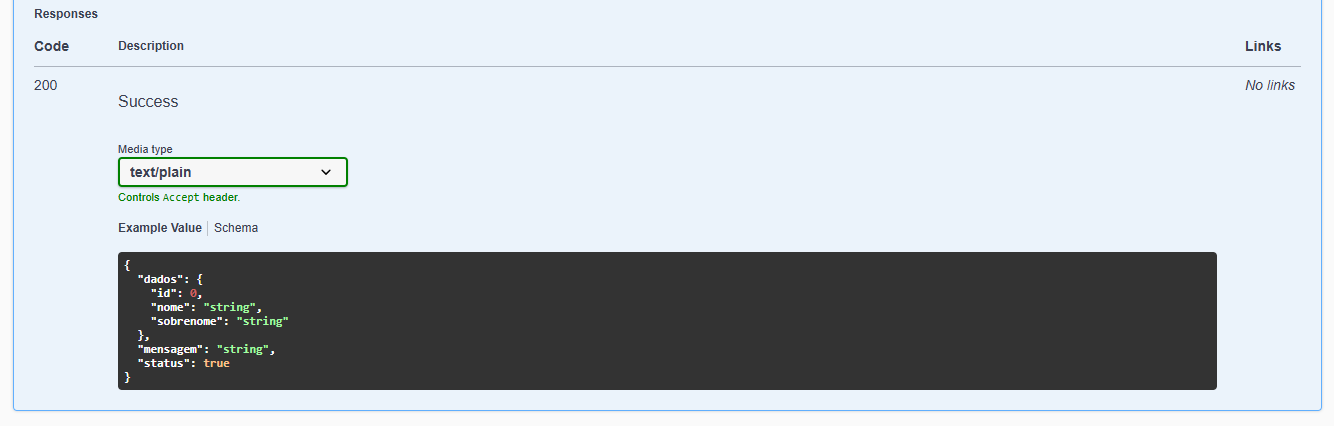 Responses
Code Description Links
200 Success No links
Media type
text/plain
Controls Accept header.
Example Value Schema
{
  "dados": {
    "id": 0,
    "nome": "string",
    "sobrenome": "string"
  },
  "mensagem": "string",
  "status": true
}